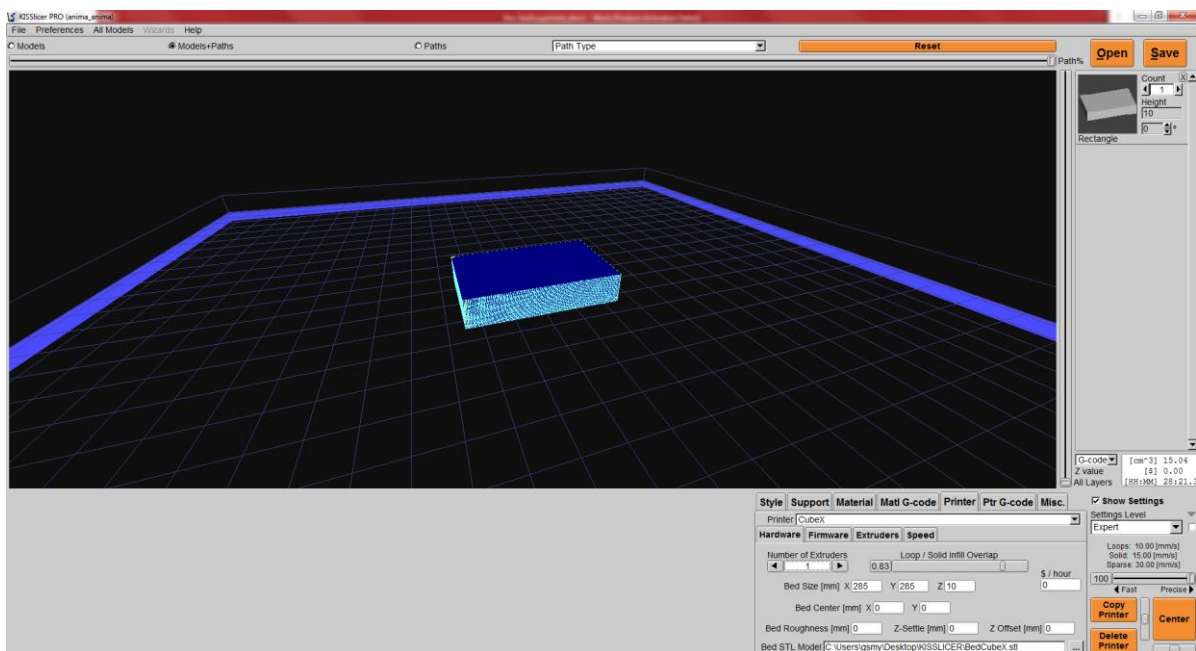 KISSlicer PRO (anima_anima)
File Preferences All Models Wizards Help
Models Models+Paths Paths Path Type Reset
Path%
Open Save
Count X
1
Height
10
0 °
Rectangle
G-code [cm^3] 15.04
Z value [$] 0.00
All Layers [HH:MM] 28:21.
Style Support Material Matl G-code Printer Ptr G-code Misc.
Show Settings
Printer CubeX
Settings Level
Hardware Firmware Extruders Speed
Expert
Number of Extruders Loop / Solid Infill Overlap
1 0.83
$ / hour
0
Bed Size [mm] X 265 Y 265 Z 10
Bed Center [mm] X 0 Y 0
Bed Roughness [mm] 0 Z-Settle [mm] 0 Z Offset [mm] 0
Bed STL Model C:\Users\gsmy\Desktop\KISSLICER\BedCubeX.stl ...
Loops: 10.00 [mm/s]
Solid: 15.00 [mm/s]
Sparse: 30.00 [mm/s]
100
Fast Precise
Copy Printer
Center
Delete Printer